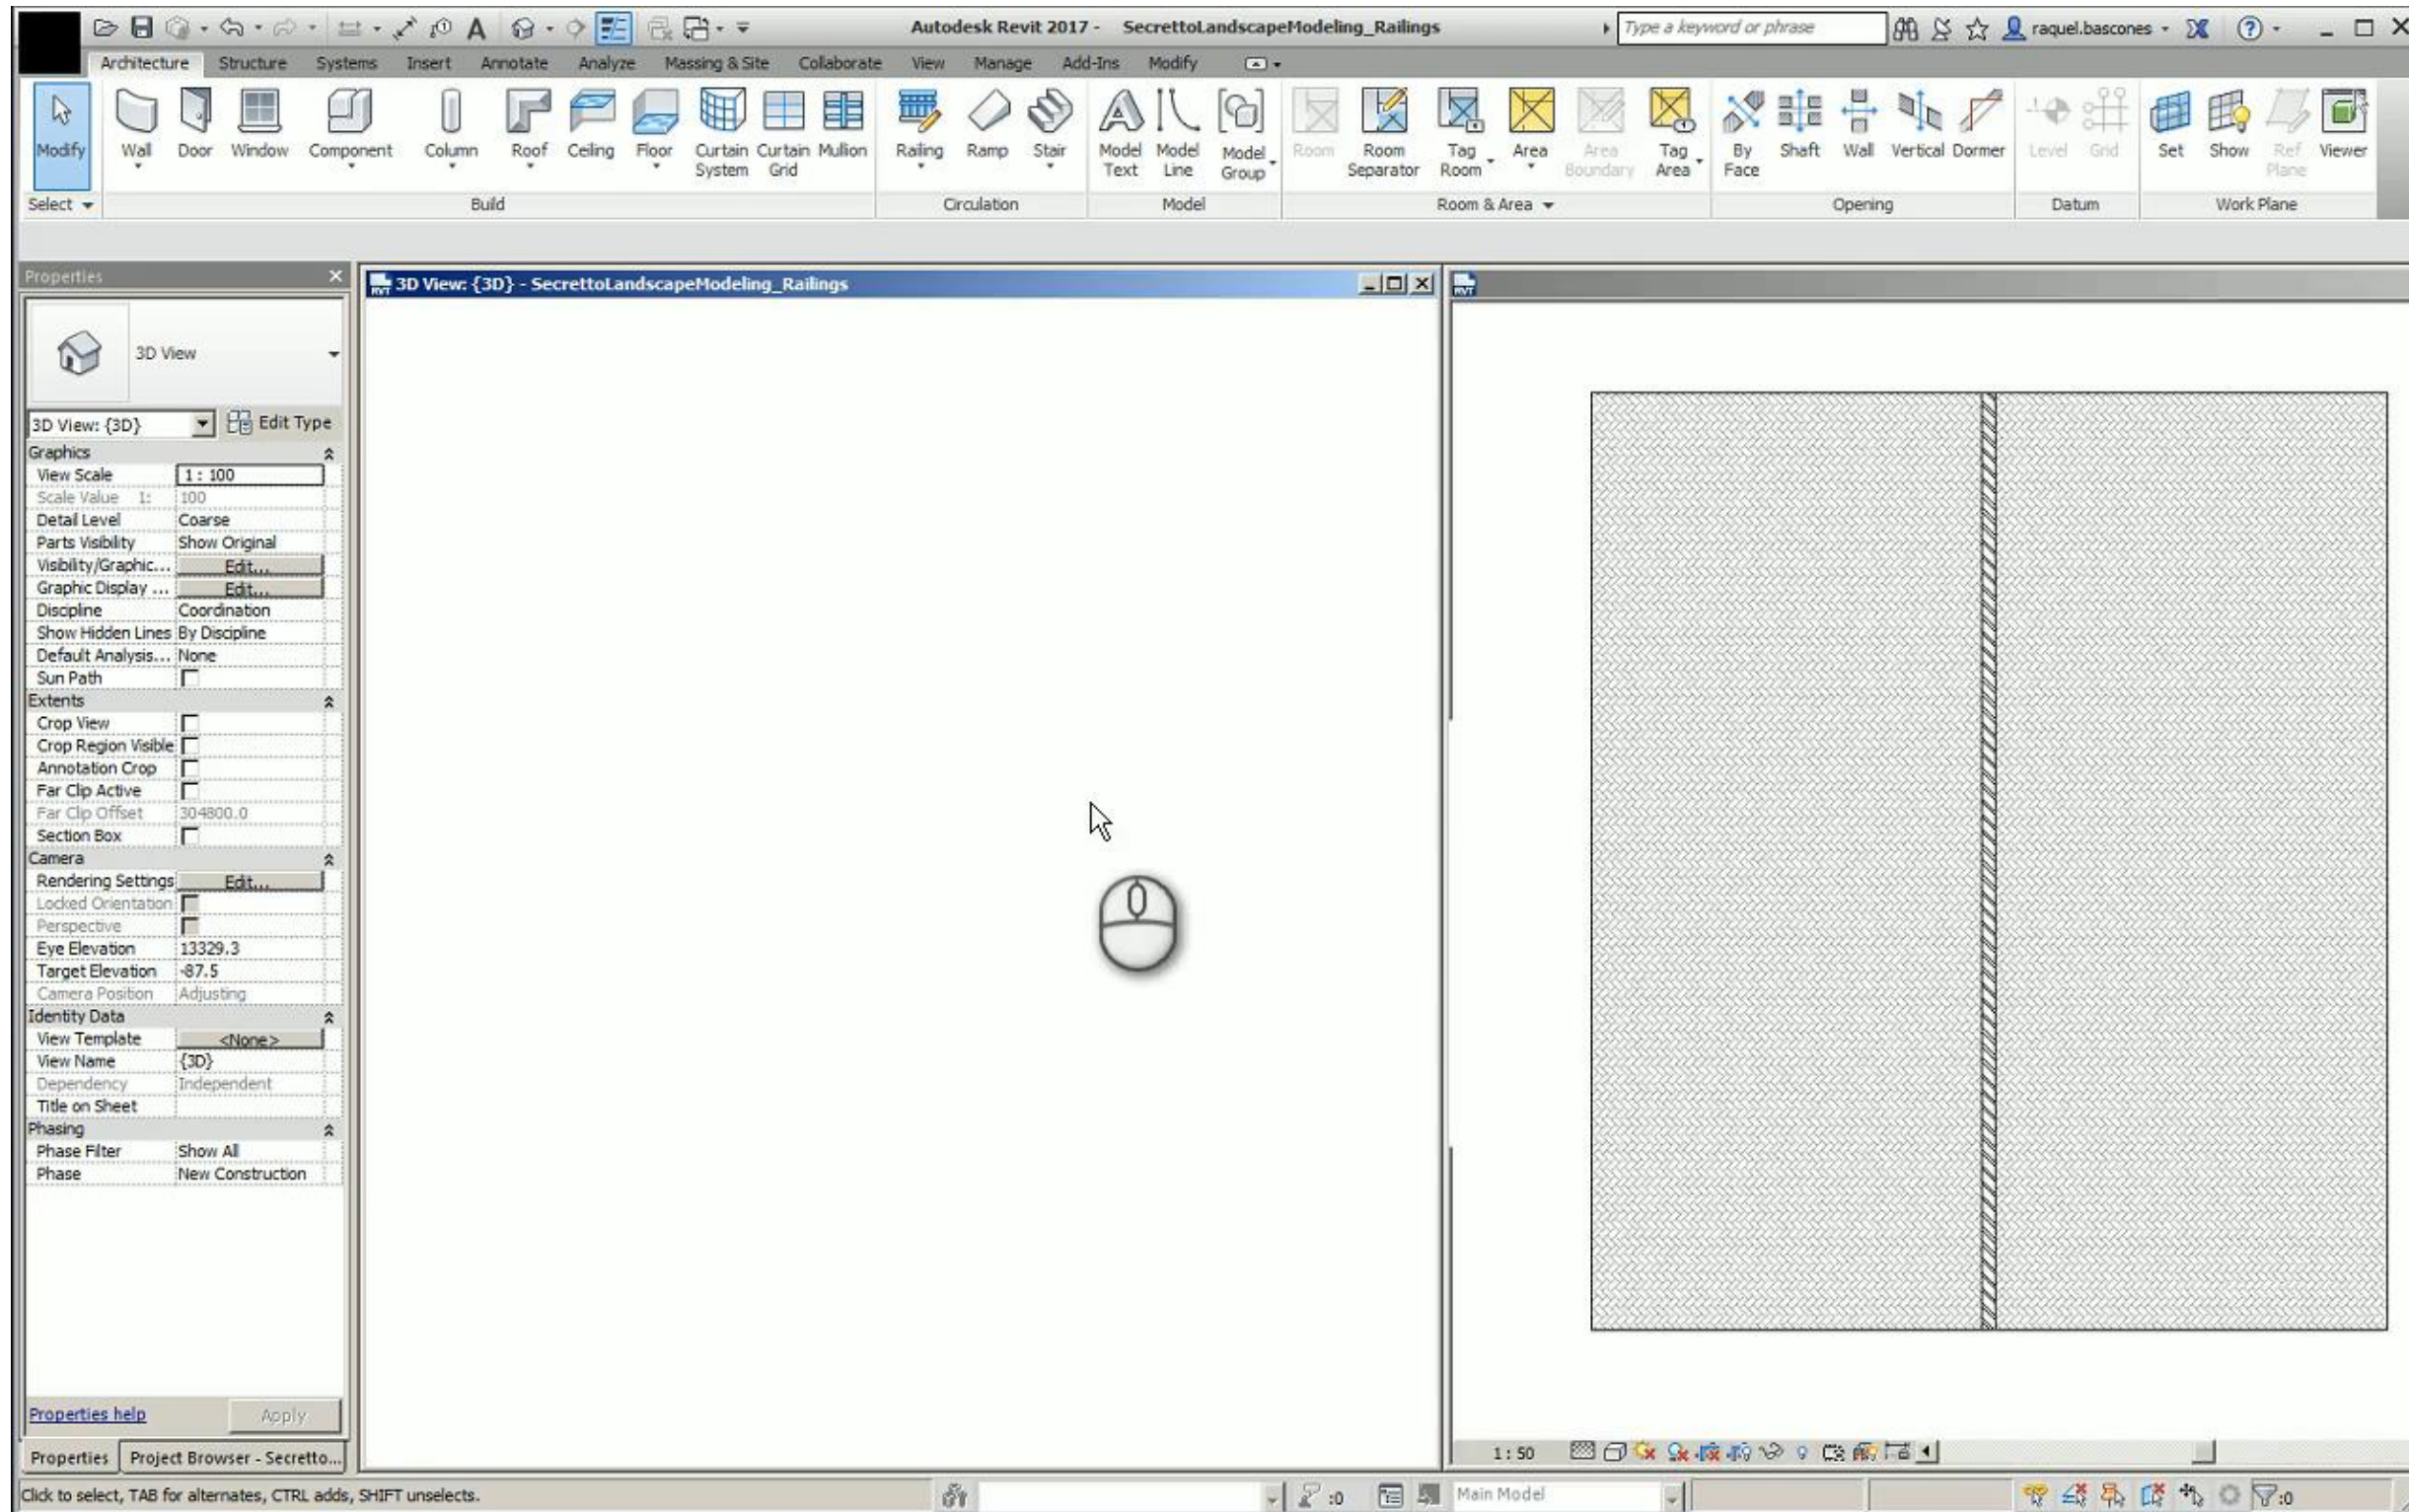 Autodesk Revit 2017 - SecrettoLandscapeModeling_Railings
Type a keyword or phrase
raquel.bascones
Architecture Structure Systems Insert Annotate Analyze Massing & Site Collaborate View Manage Add-Ins Modify
Modify Wall Door Window Component Column Roof Ceiling Floor Curtain System Curtain Grid Mullion Railing Ramp Stair Model Text Model Line Model Group Room Room Separator Tag Room Area Area Boundary Tag Area By Face Shaft Wall Vertical Dormer Level Grid Set Show Ref Plane Viewer
Select Build Circulation Model Room & Area Opening Datum Work Plane
Properties
3D View: {3D} - SecrettoLandscapeModeling_Railings
RVT
RVT
3D View
3D View: {3D} Edit Type
Graphics
View Scale 1 : 100
Scale Value 1: 100
Detail Level Coarse
Parts Visibility Show Original
Visibility/Graphic... Edit...
Graphic Display ... Edit...
Discipline Coordination
Show Hidden Lines By Discipline
Default Analysis... None
Sun Path
Extents
Crop View
Crop Region Visible
Annotation Crop
Far Clip Active
Far Clip Offset 304800.0
Section Box
Camera
Rendering Settings Edit...
Locked Orientation
Perspective
Eye Elevation 13329.3
Target Elevation -87.5
Camera Position Adjusting
Identity Data
View Template <None>
View Name {3D}
Dependency Independent
Title on Sheet
Phasing
Phase Filter Show All
Phase New Construction
Properties help Apply
Properties Project Browser - Secretto...
1 : 50
Click to select, TAB for alternates, CTRL adds, SHIFT unselects.
:0
Main Model
:0